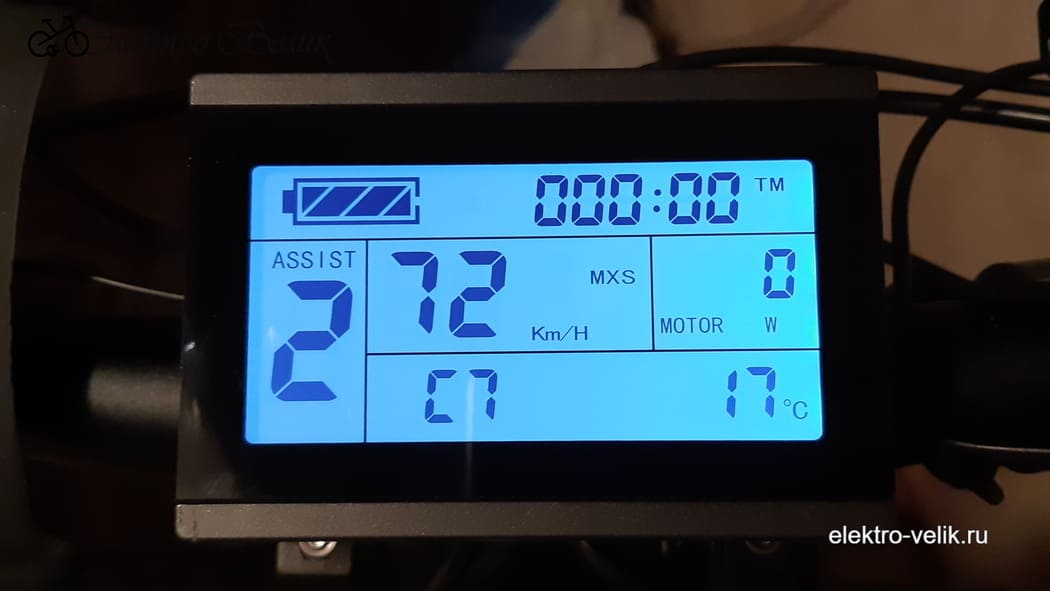 000:00 TM
ASSIST
2
72 MXS
Km/H
0
MOTOR W
C7 17 °C
elektro-velik.ru